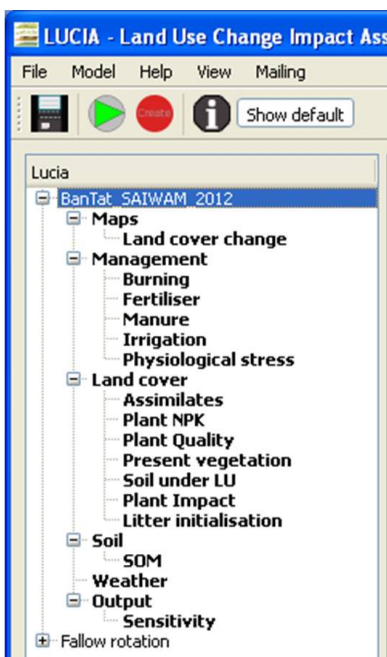 LUCIA - Land Use Change Impact Ass
File Model Help View Mailing
Create Show default
Lucia
BanTat_SAIWAM_2012
Maps
Land cover change
Management
Burning
Fertiliser
Manure
Irrigation
Physiological stress
Land cover
Assimilates
Plant NPK
Plant Quality
Present vegetation
Soil under LU
Plant Impact
Litter initialisation
Soil
SOM
Weather
Output
Sensitivity
Fallow rotation